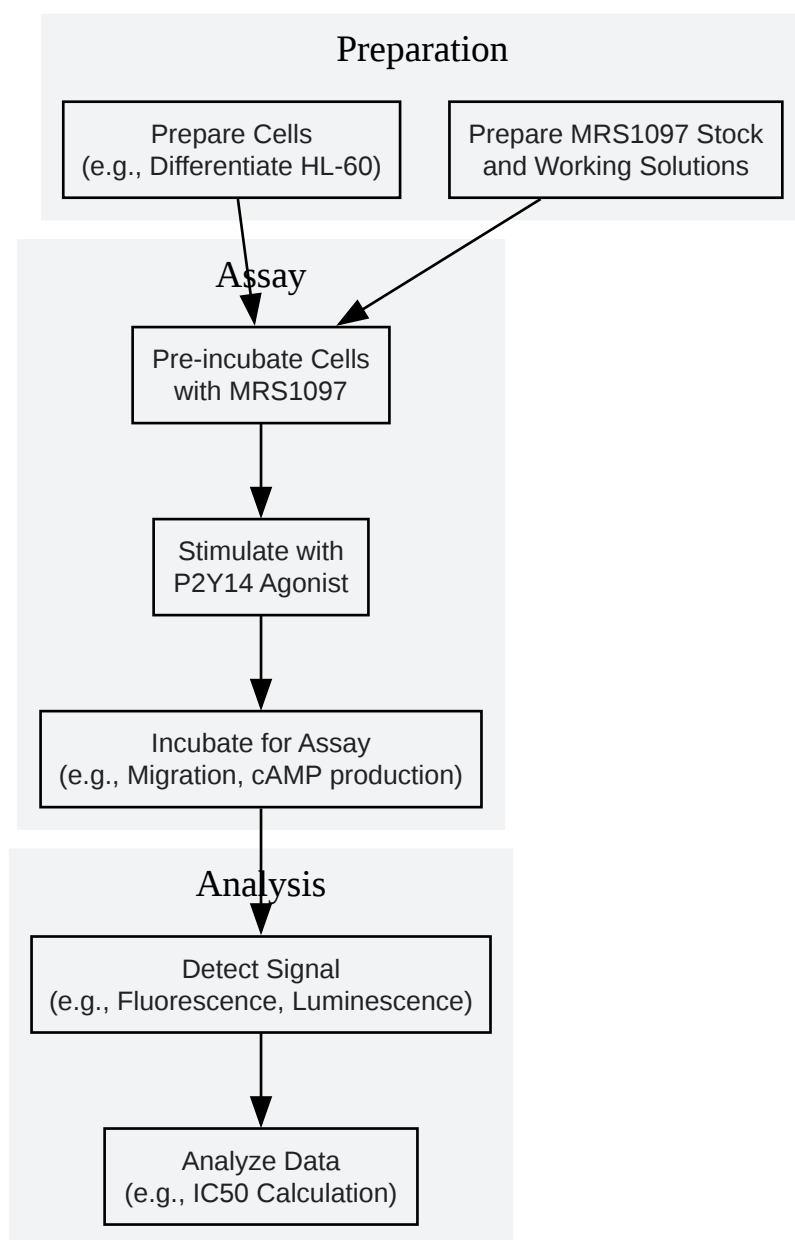 Preparation
Prepare Cells
(e.g., Differentiate HL-60)
Prepare MRS1097 Stock
and Working Solutions
Assay
Pre-incubate Cells
with MRS1097
Stimulate with
P2Y14 Agonist
Incubate for Assay
(e.g., Migration, cAMP production)
Analysis
Detect Signal
(e.g., Fluorescence, Luminescence)
Analyze Data
(e.g., IC50 Calculation)